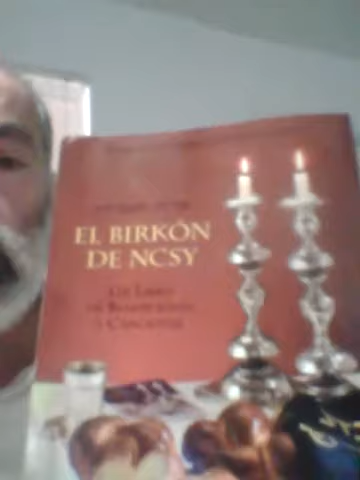 EL BIRKÓN
DE NCSY
UN LIBRO
DE BENDICIONES
Y CANCIONES